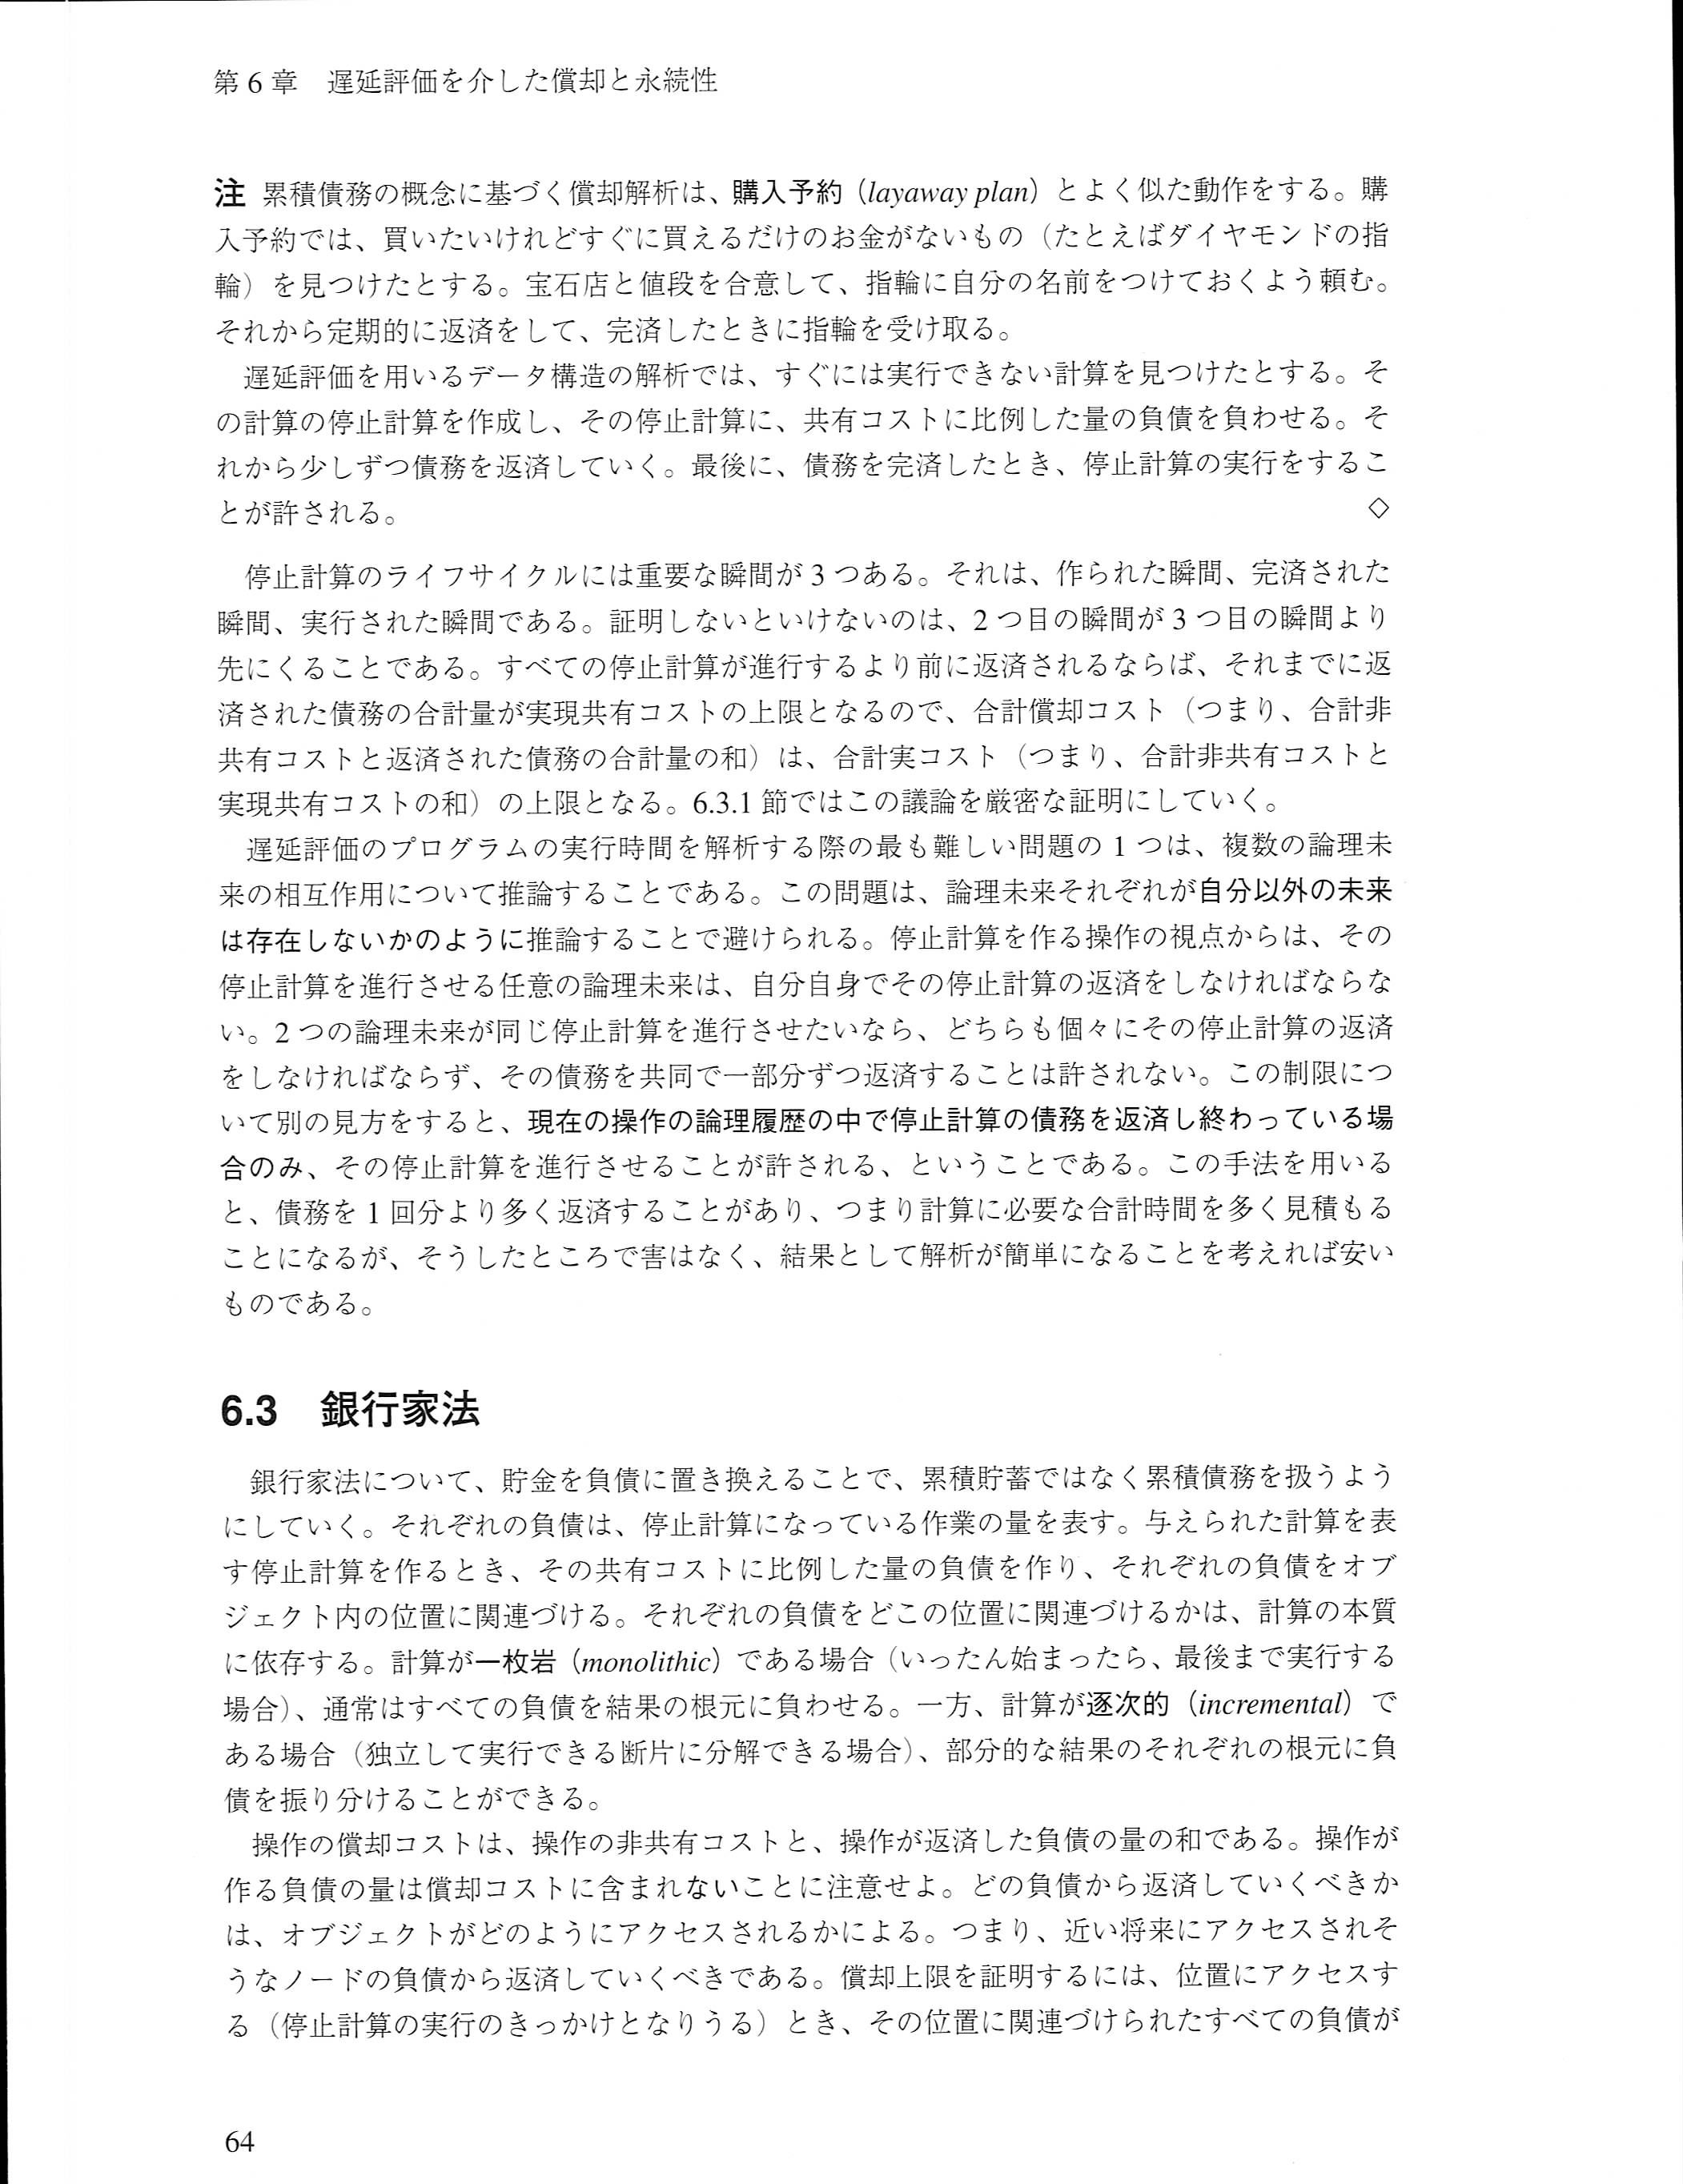 第 6 章　遅延評価を介した償却と永続性
注 累積債務の概念に基づく償却解析は、購入予約（layaway plan）とよく似た動作をする。購
入予約では、買いたいけれどすぐに買えるだけのお金がないもの（たとえばダイヤモンドの指
輪）を見つけたとする。宝石店と値段を合意して、指輪に自分の名前をつけておくよう頼む。
それから定期的に返済をして、完済したときに指輪を受け取る。
遅延評価を用いるデータ構造の解析では、すぐには実行できない計算を見つけたとする。そ
の計算の停止計算を作成し、その停止計算に、共有コストに比例した量の負債を負わせる。そ
れから少しずつ債務を返済していく。最後に、債務を完済したとき、停止計算の実行をするこ
とが許される。 ◇
停止計算のライフサイクルには重要な瞬間が 3 つある。それは、作られた瞬間、完済された
瞬間、実行された瞬間である。証明しないといけないのは、2 つ目の瞬間が 3 つ目の瞬間より
先にくることである。すべての停止計算が進行するより前に返済されるならば、それまでに返
済された債務の合計量が実現共有コストの上限となるので、合計償却コスト（つまり、合計非
共有コストと返済された債務の合計量の和）は、合計実コスト（つまり、合計非共有コストと
実現共有コストの和）の上限となる。6.3.1 節ではこの議論を厳密な証明にしていく。
遅延評価のプログラムの実行時間を解析する際の最も難しい問題の 1 つは、複数の論理未
来の相互作用について推論することである。この問題は、論理未来それぞれが自分以外の未来
は存在しないかのように推論することで避けられる。停止計算を作る操作の視点からは、その
停止計算を進行させる任意の論理未来は、自分自身でその停止計算の返済をしなければならな
い。2 つの論理未来が同じ停止計算を進行させたいなら、どちらも個々にその停止計算の返済
をしなければならず、その債務を共同で一部分ずつ返済することは許されない。この制限につ
いて別の見方をすると、現在の操作の論理履歴の中で停止計算の債務を返済し終わっている場
合のみ、その停止計算を進行させることが許される、ということである。この手法を用いる
と、債務を 1 回分より多く返済することがあり、つまり計算に必要な合計時間を多く見積もる
ことになるが、そうしたところで害はなく、結果として解析が簡単になることを考えれば安い
ものである。
6.3　銀行家法
銀行家法について、貯金を負債に置き換えることで、累積貯蓄ではなく累積債務を扱うよう
にしていく。それぞれの負債は、停止計算になっている作業の量を表す。与えられた計算を表
す停止計算を作るとき、その共有コストに比例した量の負債を作り、それぞれの負債をオブ
ジェクト内の位置に関連づける。それぞれの負債をどこの位置に関連づけるかは、計算の本質
に依存する。計算が一枚岩（monolithic）である場合（いったん始まったら、最後まで実行する
場合）、通常はすべての負債を結果の根元に負わせる。一方、計算が逐次的（incremental）で
ある場合（独立して実行できる断片に分解できる場合）、部分的な結果のそれぞれの根元に負
債を振り分けることができる。
操作の償却コストは、操作の非共有コストと、操作が返済した負債の量の和である。操作が
作る負債の量は償却コストに含まれないことに注意せよ。どの負債から返済していくべきか
は、オブジェクトがどのようにアクセスされるかによる。つまり、近い将来にアクセスされそ
うなノードの負債から返済していくべきである。償却上限を証明するには、位置にアクセスす
る（停止計算の実行のきっかけとなりうる）とき、その位置に関連づけられたすべての負債が
64